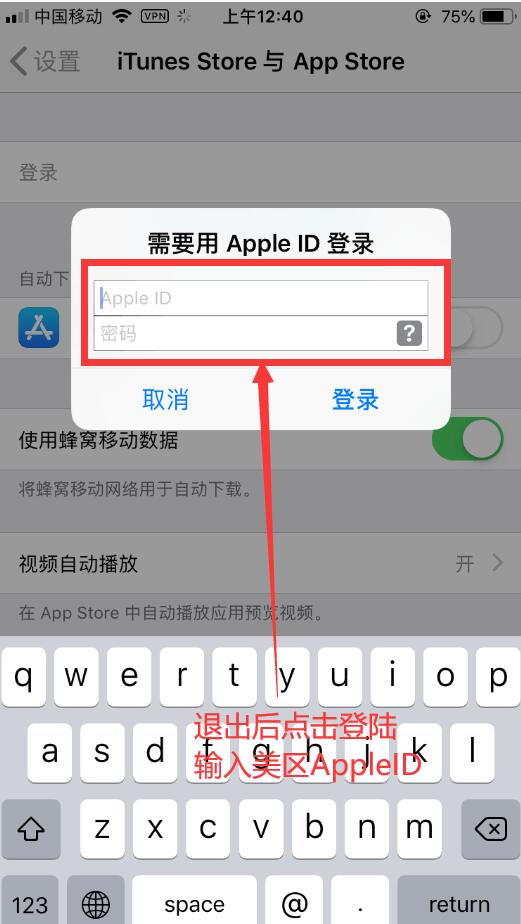 中国移动 VPN 上午12:40 75%
设置 iTunes Store 与 App Store
登录
需要用 Apple ID 登录
自动下
Apple ID
密码 ?
取消 登录
使用蜂窝移动数据
将蜂窝移动网络用于自动下载。
视频自动播放 开
在 App Store 中自动播放应用预览视频。
q w e r t y u i o p
退出后点击登陆
a s d f g h j k l
输入美区AppleID
z x c v b n m
123 space @ . return